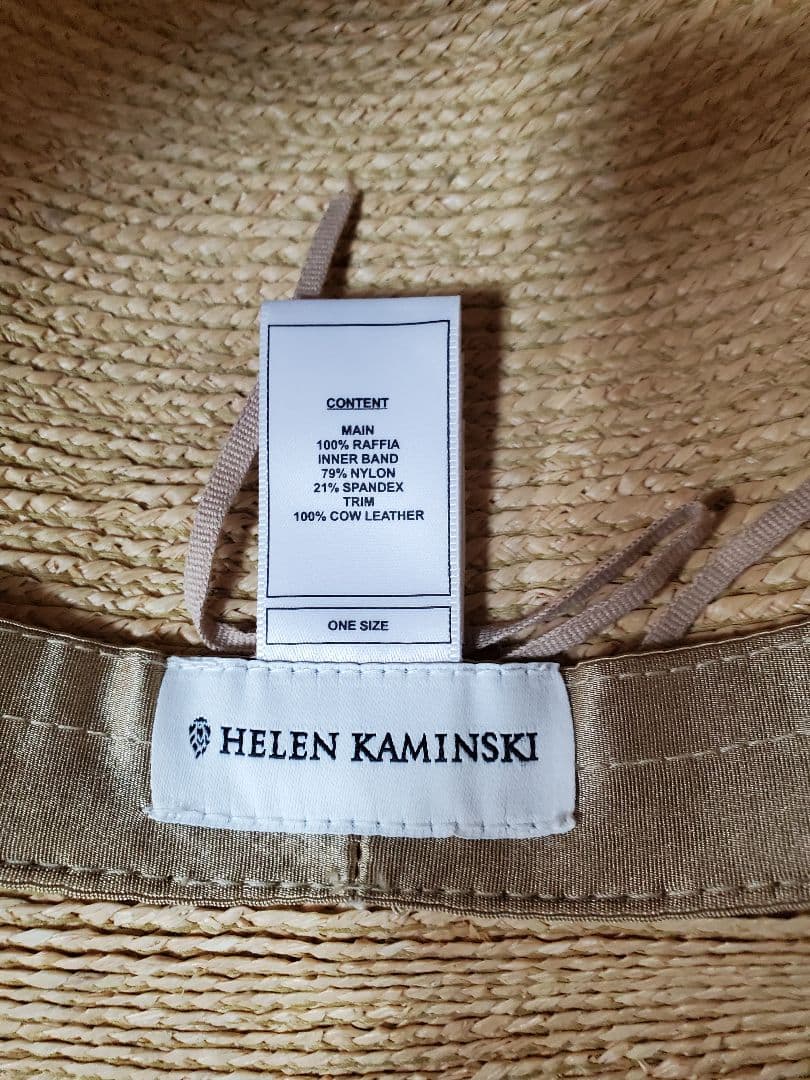 CONTENT
MAIN
100% RAFFIA
INNER BAND
79% NYLON
21% SPANDEX
TRIM
100% COW LEATHER
ONE SIZE
HELEN KAMINSKI